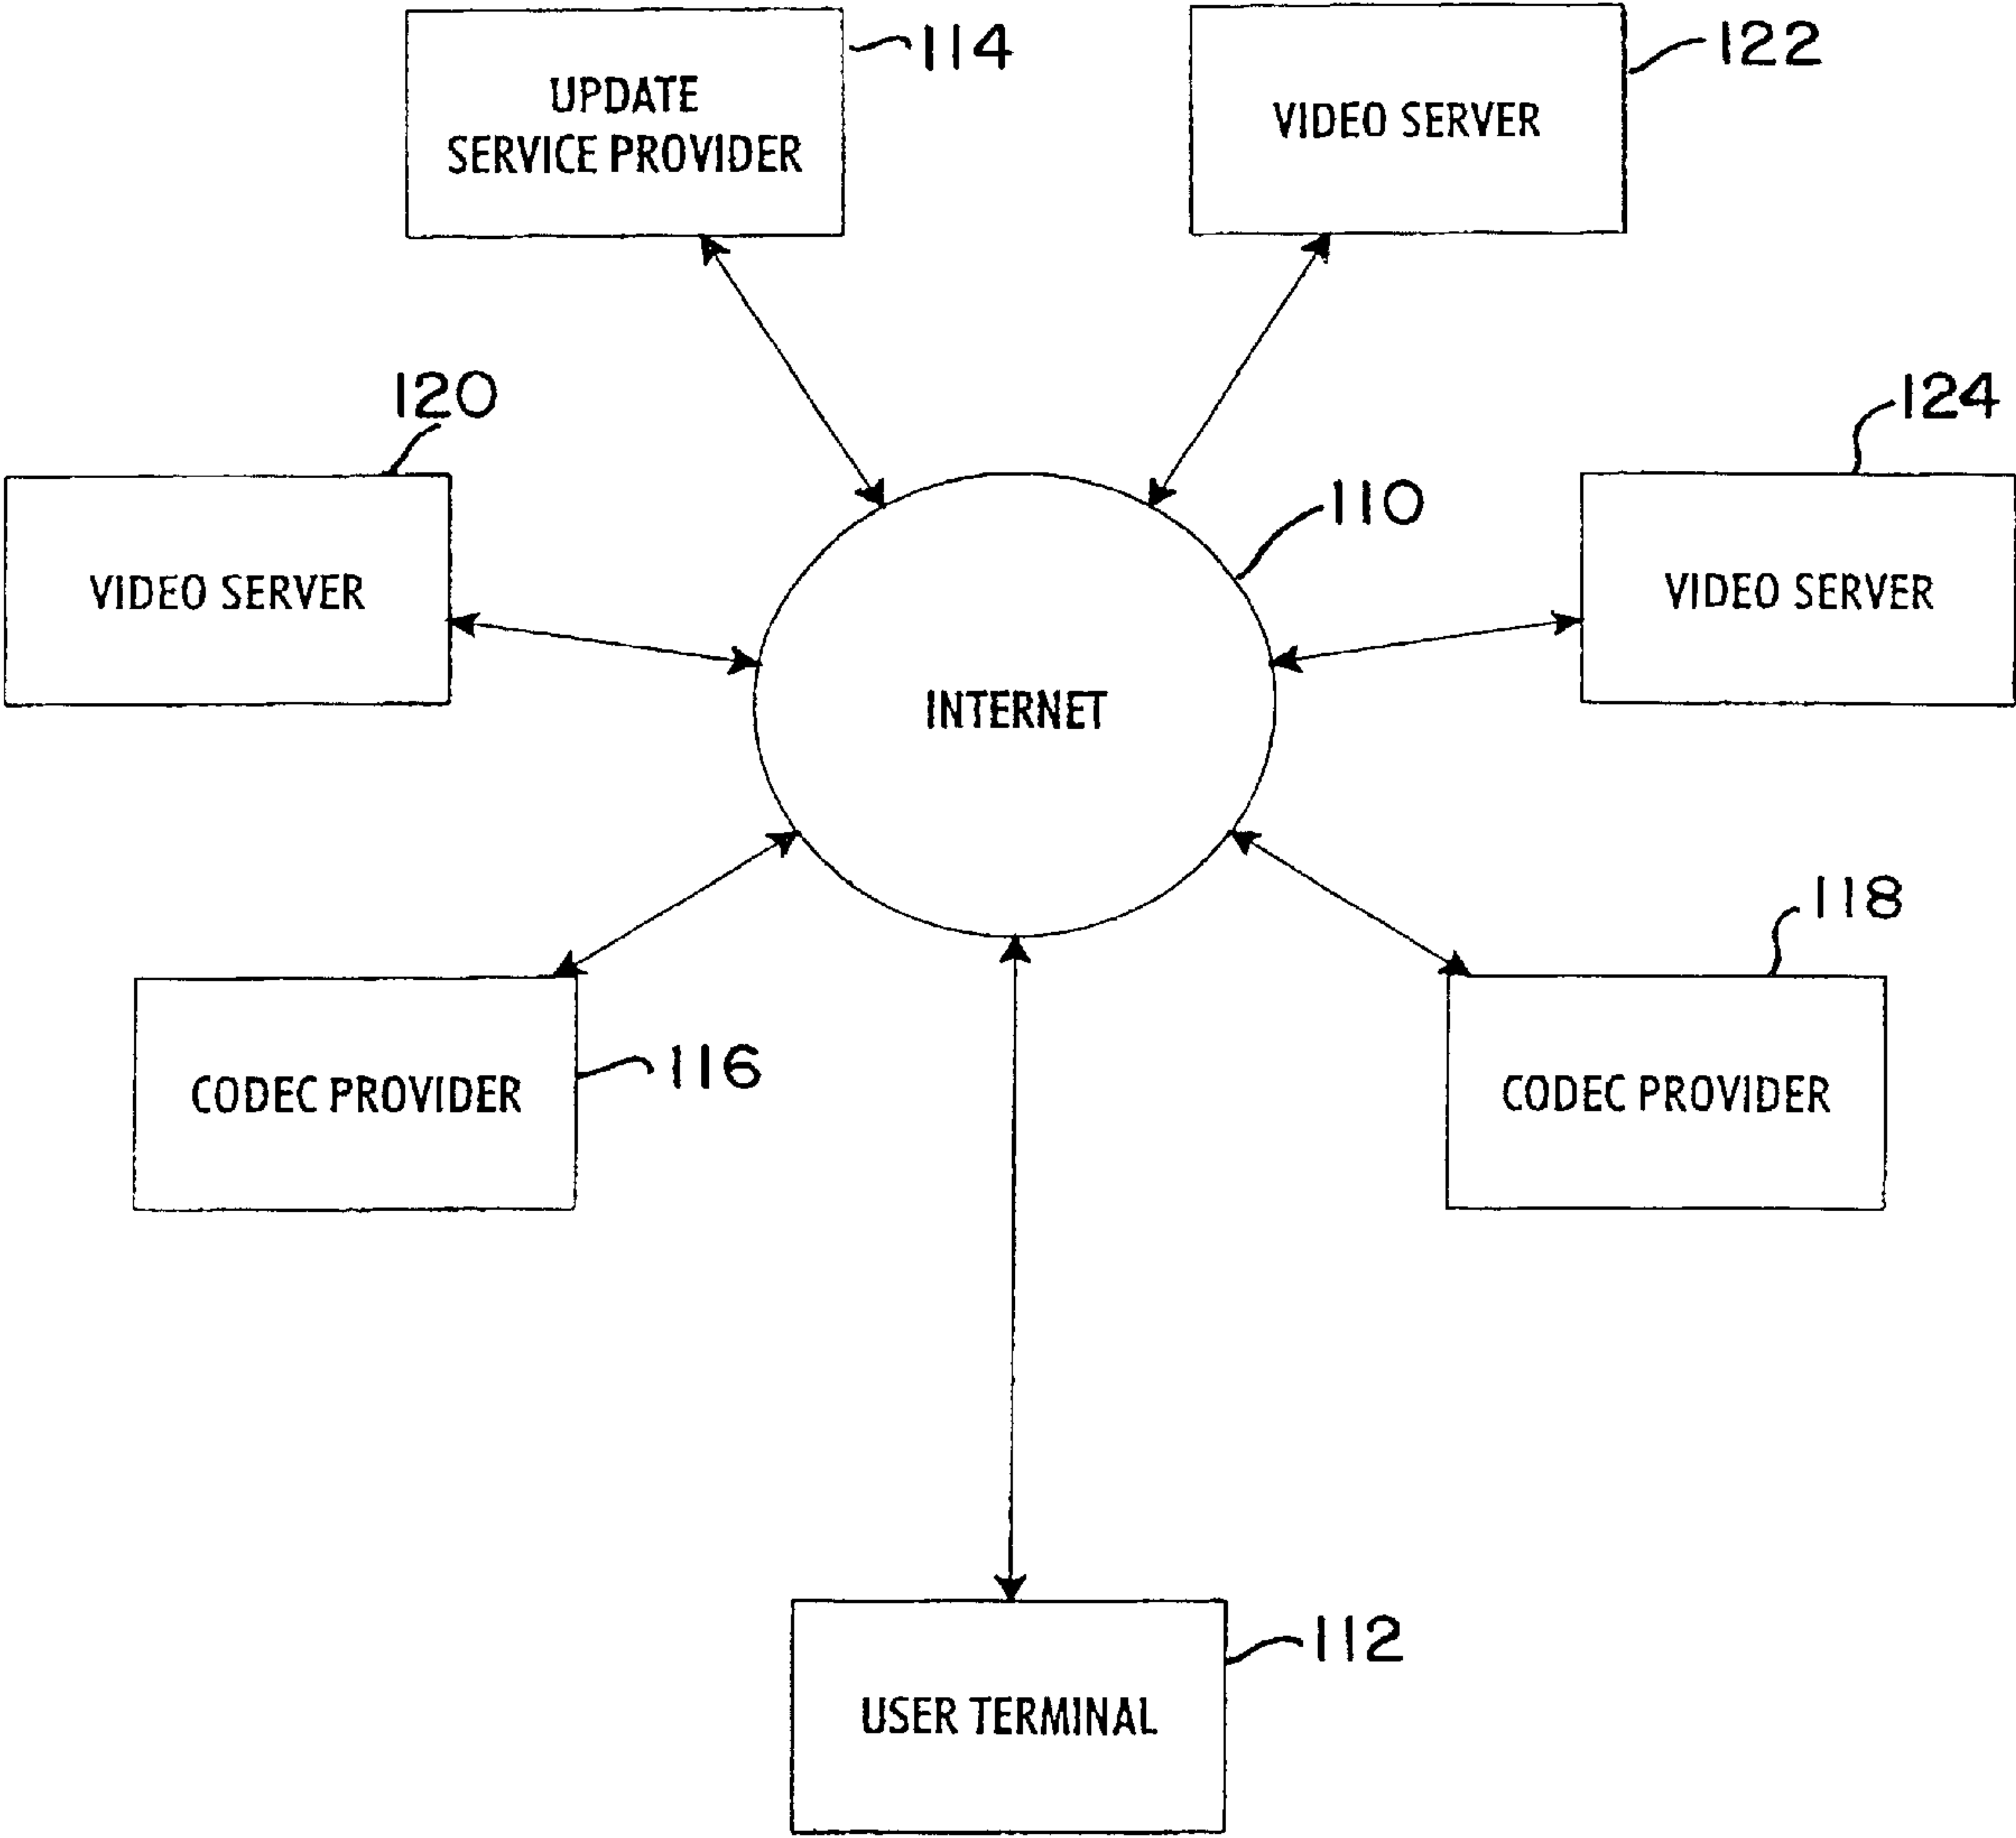 UPDATE
SERVICE PROVIDER
114
VIDEO SERVER
122
120
VIDEO SERVER
124
VIDEO SERVER
110
INTERNET
CODEC PROVIDER
116
118
CODEC PROVIDER
USER TERMINAL
112